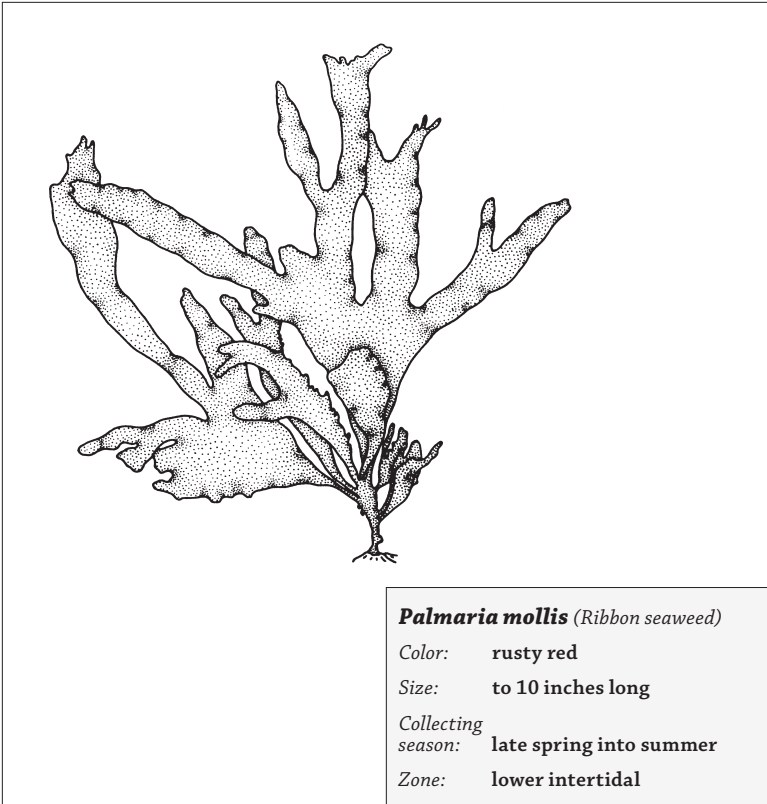 Palmaria mollis (Ribbon seaweed)
Color: rusty red
Size: to 10 inches long
Collecting
season: late spring into summer
Zone: lower intertidal